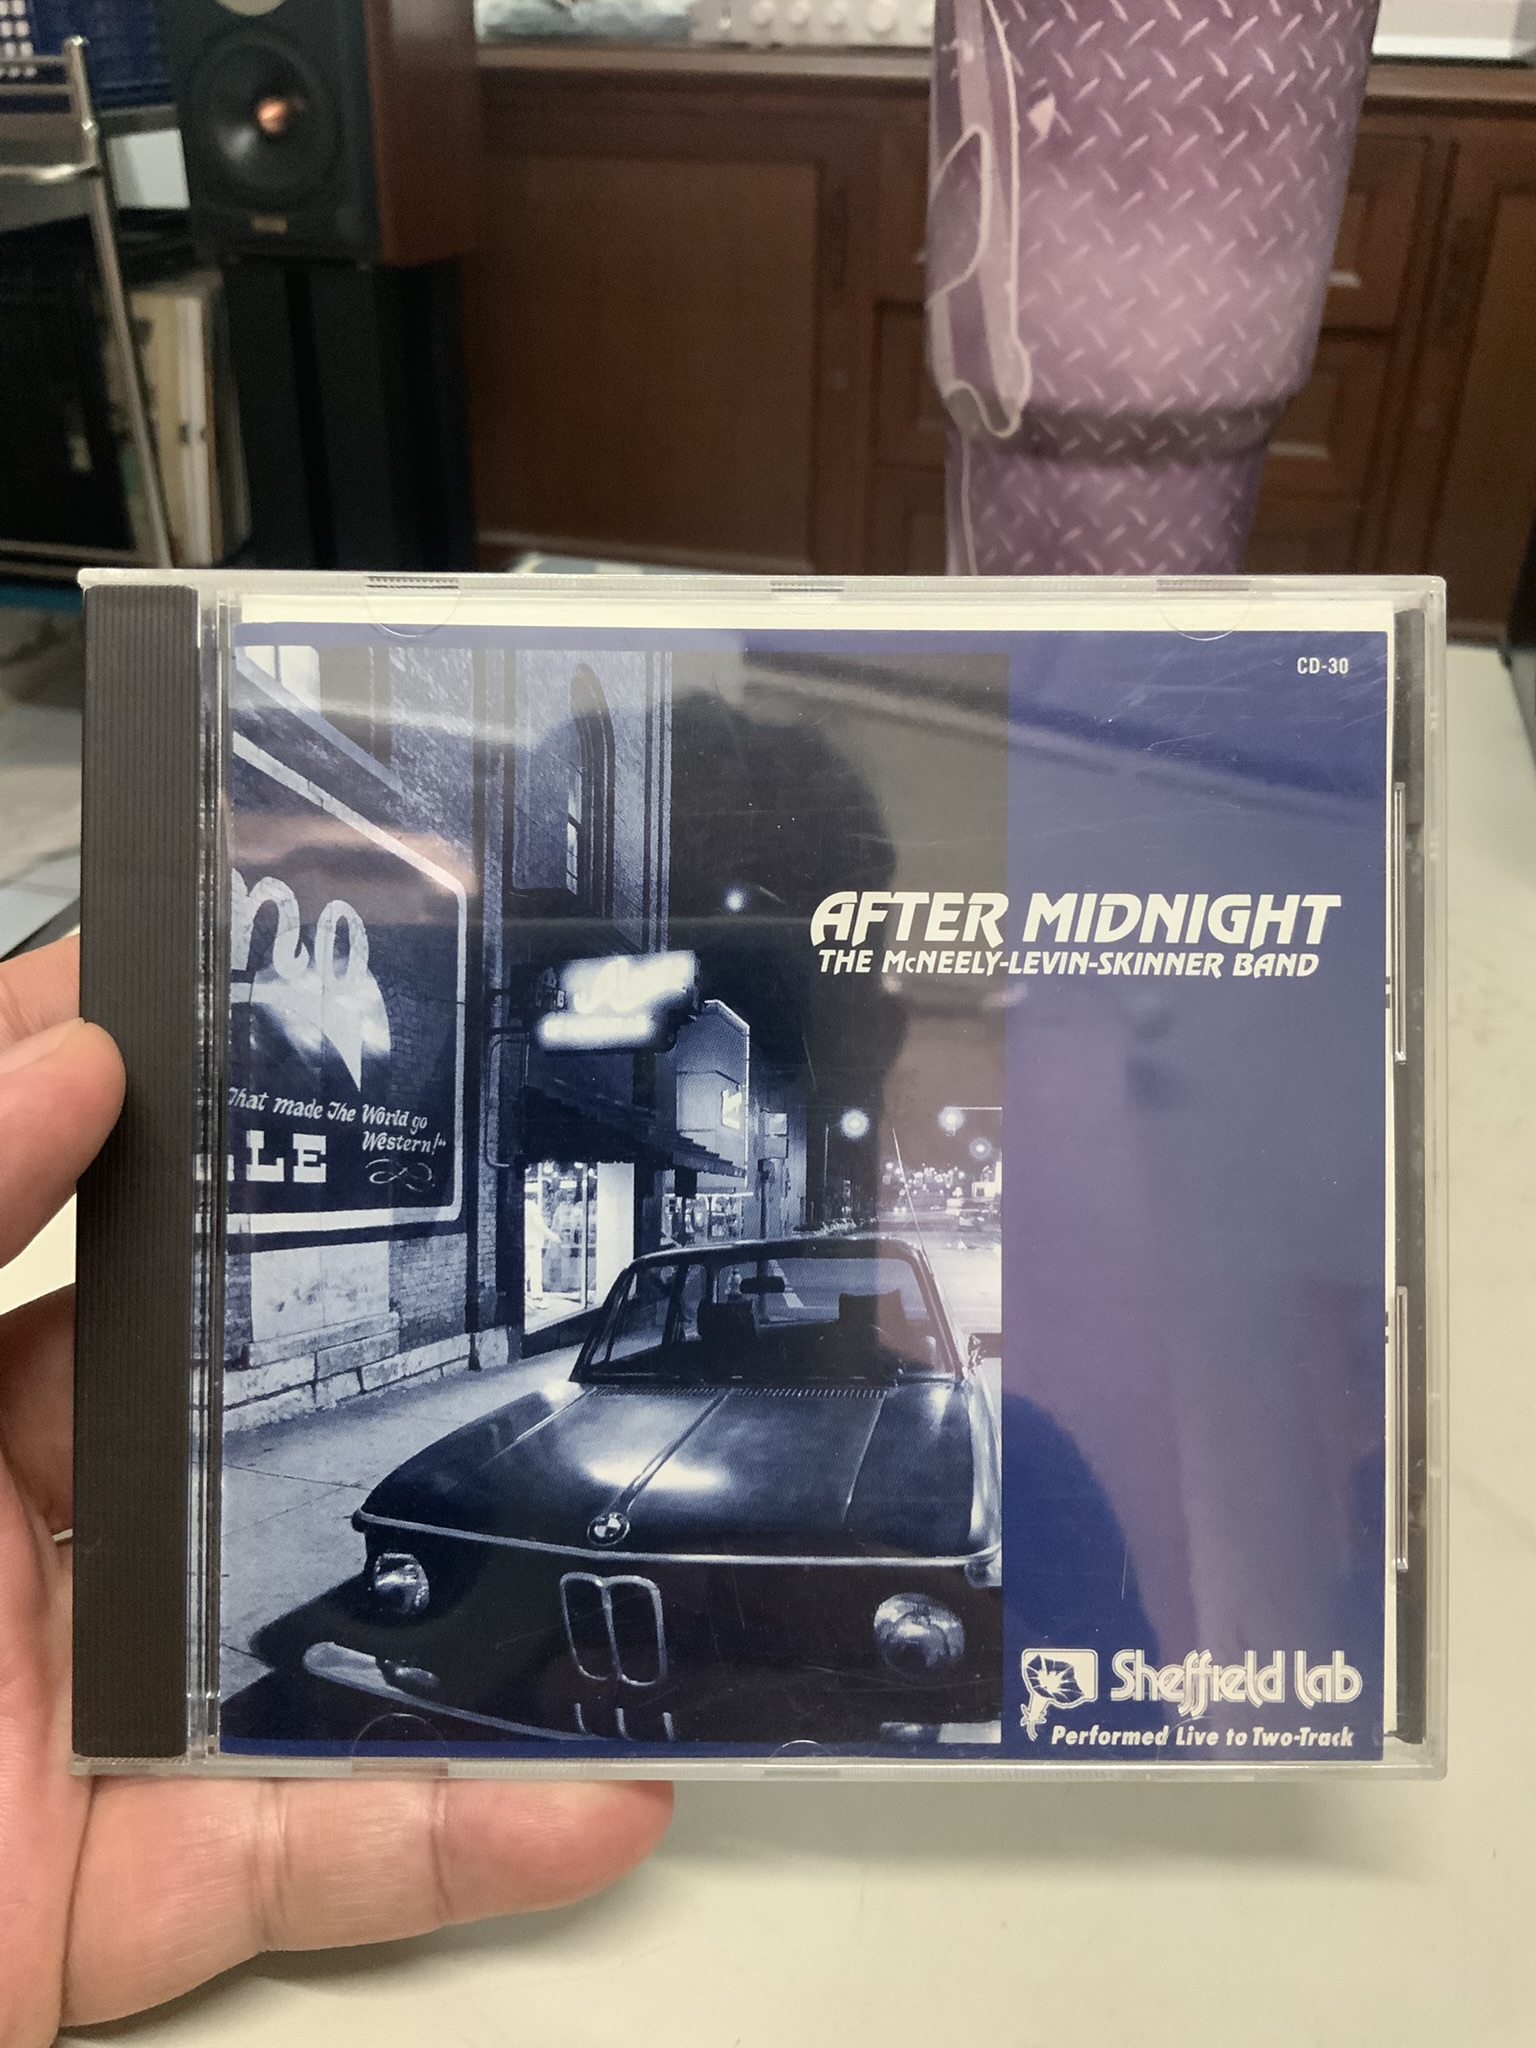 CD-30
AFTER MIDNIGHT
THE McNEELY-LEVIN-SKINNER BAND
That made The World go
Western!"
LE
Sheffield Lab
Performed Live to Two-Track